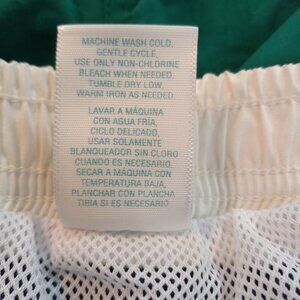 MACHINE WASH COLD,
GENTLE CYCLE,
USE ONLY NON-CHLORINE
BLEACH WHEN NEEDED,
TUMBLE DRY LOW,
WARM IRON AS NEEDED
LAVAR A MÁQUINA
CON AGUA FRÍA,
CICLO DELICADO,
USAR SOLAMENTE
BLANQUEADOR SIN CLORO
CUANDO ES NECESARIO,
SECAR A MÁQUINA CON
TEMPERATURA BAJA,
PLANCHAR CON PLANCHA
TIBIA SI ES NECESARIO